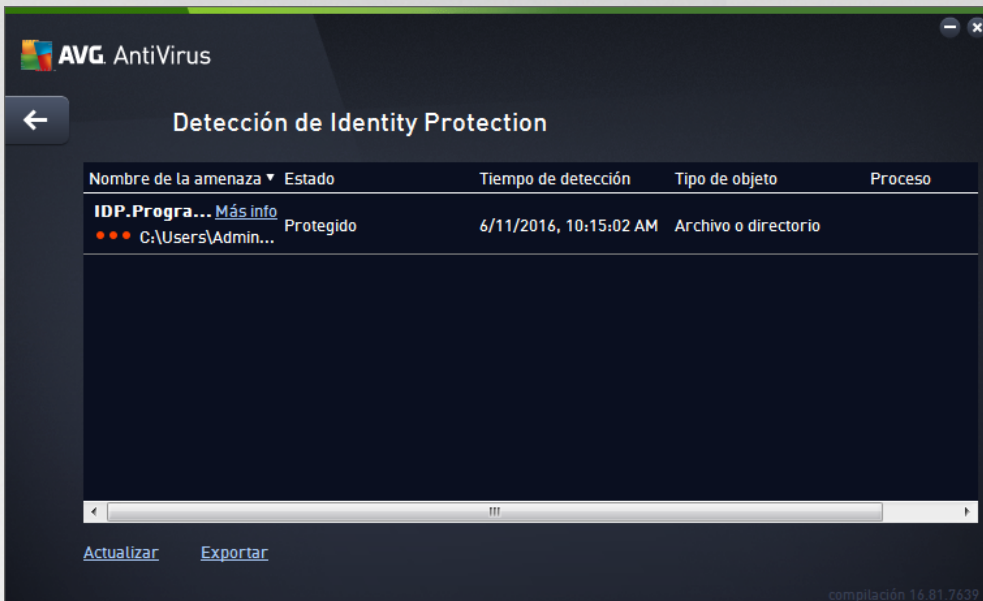 AVG AntiVirus
Detección de Identity Protection
Nombre de la amenaza Estado Tiempo de detección Tipo de objeto Proceso
IDP.Progra... Más info
C:\Users\Admin...
Protegido 6/11/2016, 10:15:02 AM Archivo o directorio
Actualizar Exportar
compilación 16.81.7639